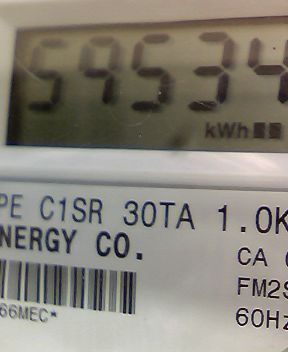 59534
kWh
PE C1SR 30TA 1.0K
NERGY CO.
CA
FM2S
66MEC*
60Hz